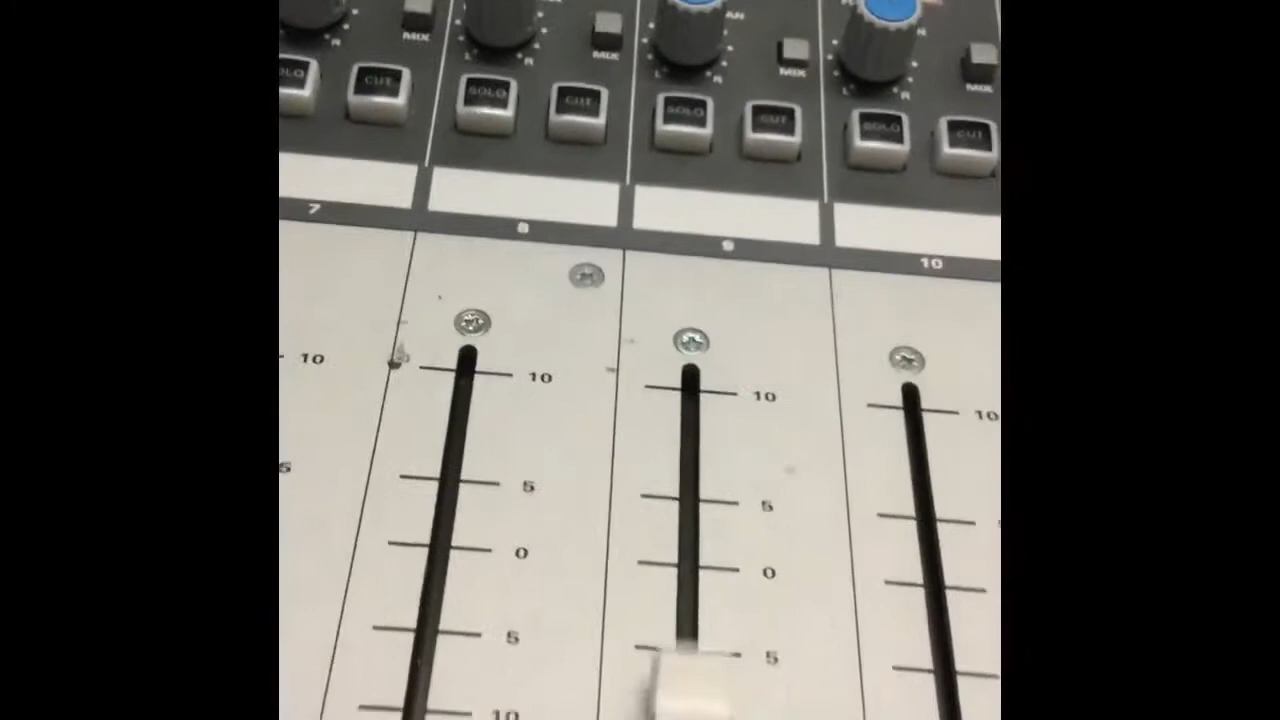 R MIX L R MIX L R MIX L R MIX
SOLO CUT SOLO CUT SOLO CUT SOLO CUT
7 8 9 10
10 10 10 10
5 5 5
0 0
5 5
10